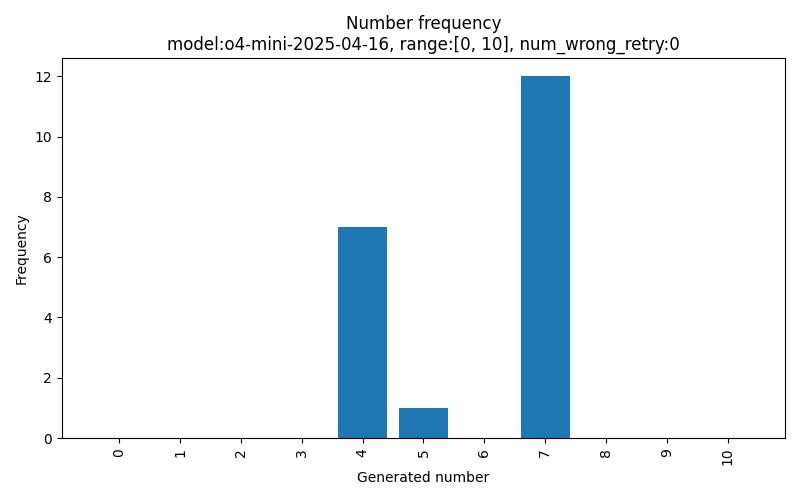 Number frequency
model:o4-mini-2025-04-16, range:[0, 10], num_wrong_retry:0
12
10
8
6
4
2
0
Frequency
0 1 2 3 4 5 6 7 8 9 10
Generated number